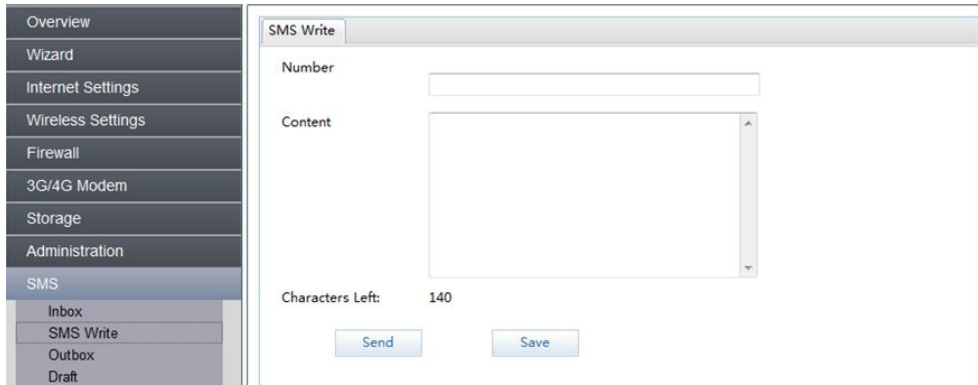 Overview
Wizard
Internet Settings
Wireless Settings
Firewall
3G/4G Modem
Storage
Administration
SMS
Inbox
SMS Write
Outbox
Draft
SMS Write
Number
Content
Characters Left: 140
Send Save